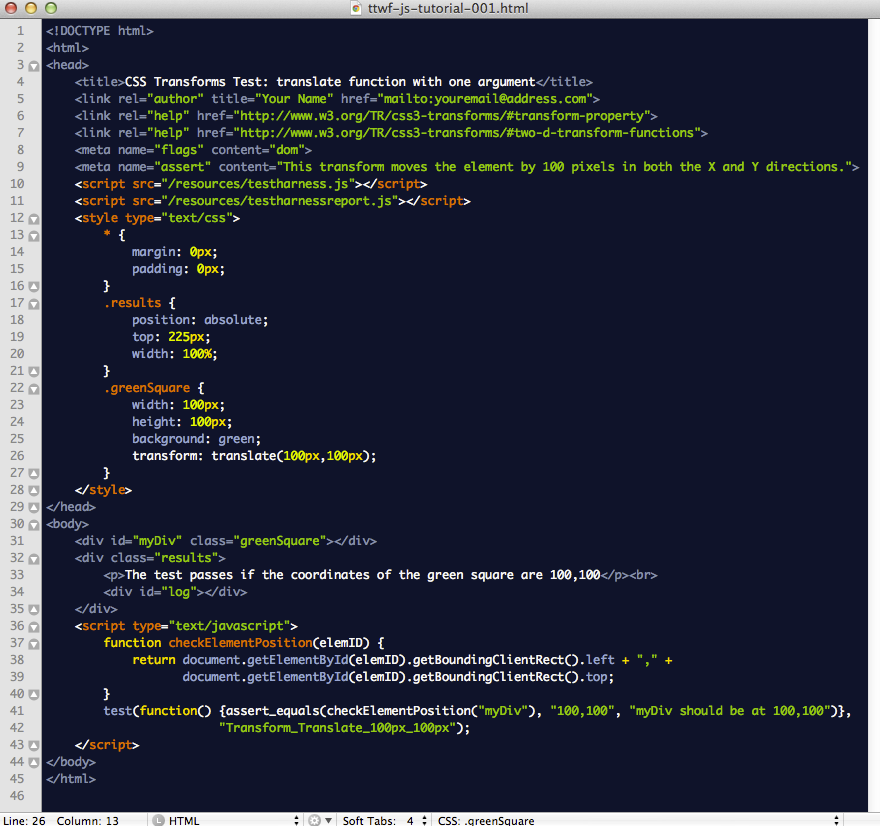 ttwf-js-tutorial-001.html
1 <!DOCTYPE html>
2 <html>
3 <head>
4     <title>CSS Transforms Test: translate function with one argument</title>
5     <link rel="author" title="Your Name" href="mailto:youremail@address.com">
6     <link rel="help" href="http://www.w3.org/TR/css3-transforms/#transform-property">
7     <link rel="help" href="http://www.w3.org/TR/css3-transforms/#two-d-transform-functions">
8     <meta name="flags" content="dom">
9     <meta name="assert" content="This transform moves the element by 100 pixels in both the X and Y directions.">
10     <script src="/resources/testharness.js"></script>
11     <script src="/resources/testharnessreport.js"></script>
12     <style type="text/css">
13         * {
14             margin: 0px;
15             padding: 0px;
16         }
17         .results {
18             position: absolute;
19             top: 225px;
20             width: 100%;
21         }
22         .greenSquare {
23             width: 100px;
24             height: 100px;
25             background: green;
26             transform: translate(100px,100px);
27         }
28     </style>
29 </head>
30 <body>
31     <div id="myDiv" class="greenSquare"></div>
32     <div class="results">
33         <p>The test passes if the coordinates of the green square are 100,100</p><br>
34         <div id="log"></div>
35     </div>
36     <script type="text/javascript">
37         function checkElementPosition(elemID) {
38             return document.getElementById(elemID).getBoundingClientRect().left + "," +
39                    document.getElementById(elemID).getBoundingClientRect().top;
40         }
41         test(function() {assert_equals(checkElementPosition("myDiv"), "100,100", "myDiv should be at 100,100")},
42                         "Transform_Translate_100px_100px");
43     </script>
44 </body>
45 </html>
46
Line: 26 Column: 13 L HTML Soft Tabs: 4 CSS: .greenSquare